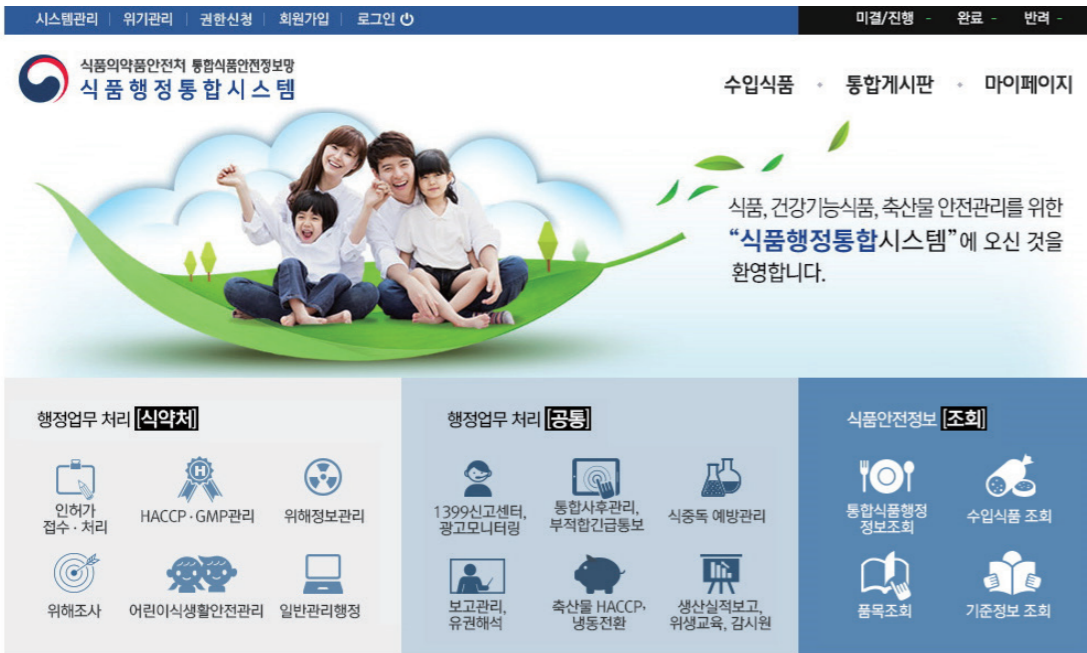 시스템관리 | 위기관리 | 권한신청 | 회원가입 | 로그인
미결/진행 - 완료 - 반려 -
식품의약품안전처 통합식품안전정보망
식품행정통합시스템
수입식품 • 통합게시판 • 마이페이지
식품, 건강기능식품, 축산물 안전관리를 위한
“식품행정통합시스템”에 오신 것을
환영합니다.
행정업무 처리 [식약처]
인허가
접수 · 처리
HACCP · GMP관리
위해정보관리
위해조사
어린이식생활안전관리
일반관리행정
행정업무 처리 [공통]
1399신고센터,
광고모니터링
통합사후관리,
부적합긴급통보
식중독 예방관리
보고관리,
유권해석
축산물 HACCP·
냉동전환
생산실적보고,
위생교육, 감시원
식품안전정보 [조회]
통합식품행정
정보조회
수입식품 조회
품목조회
기준정보 조회